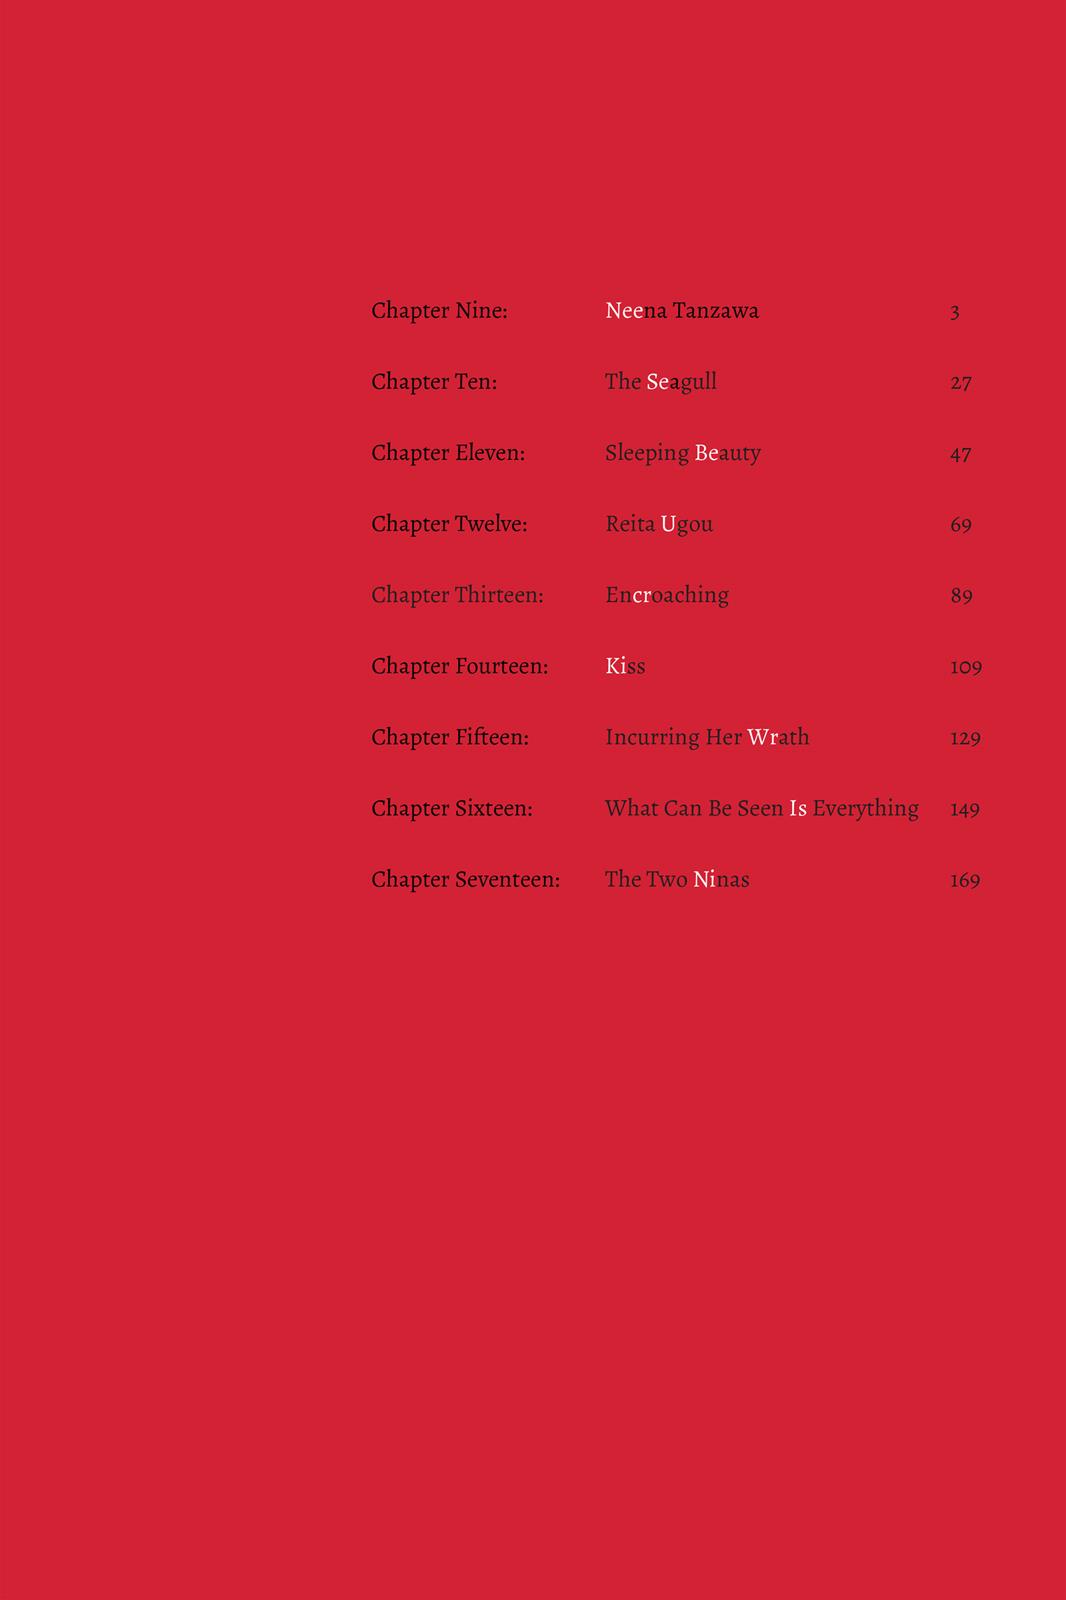 Chapter Nine: Neena Tanzawa 3
Chapter Ten: The Seagull 27
Chapter Eleven: Sleeping Beauty 47
Chapter Twelve: Reita Ugou 69
Chapter Thirteen: Encroaching 89
Chapter Fourteen: Kiss 109
Chapter Fifteen: Incurring Her Wrath 129
Chapter Sixteen: What Can Be Seen Is Everything 149
Chapter Seventeen: The Two Ninas 169